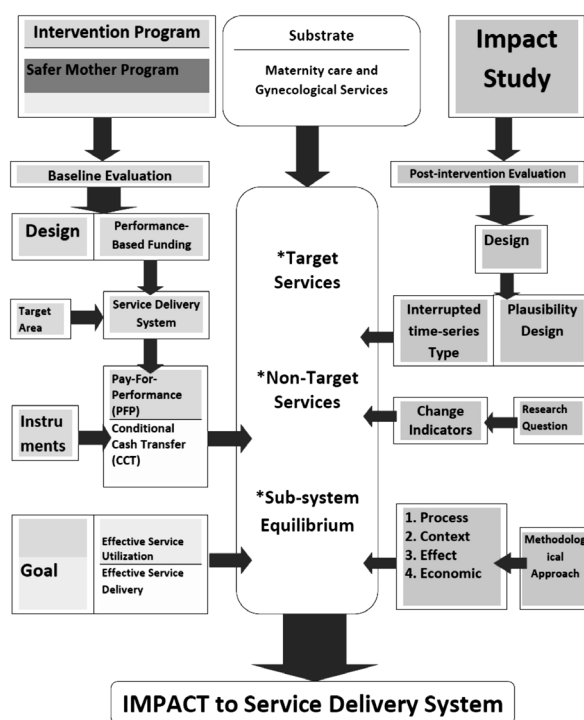 Intervention Program
Safer Mother Program
Substrate
Maternity care and
Gynecological Services
Impact
Study
Baseline Evaluation
Post-intervention Evaluation
Design
Performance-
Based Funding
Design
Target
Area
Service Delivery
System
Interrupted
time-series
Type
Plausibility
Design
*Target
Services
*Non-Target
Services
*Sub-system
Equilibrium
Instru
ments
Pay-For-
Performance
(PFP)
Conditional
Cash Transfer
(CCT)
Change
Indicators
Research
Question
Goal
Effective Service
Utilization
Effective Service
Delivery
1. Process
2. Context
3. Effect
4. Economic
Methodolog
ical
Approach
IMPACT to Service Delivery System